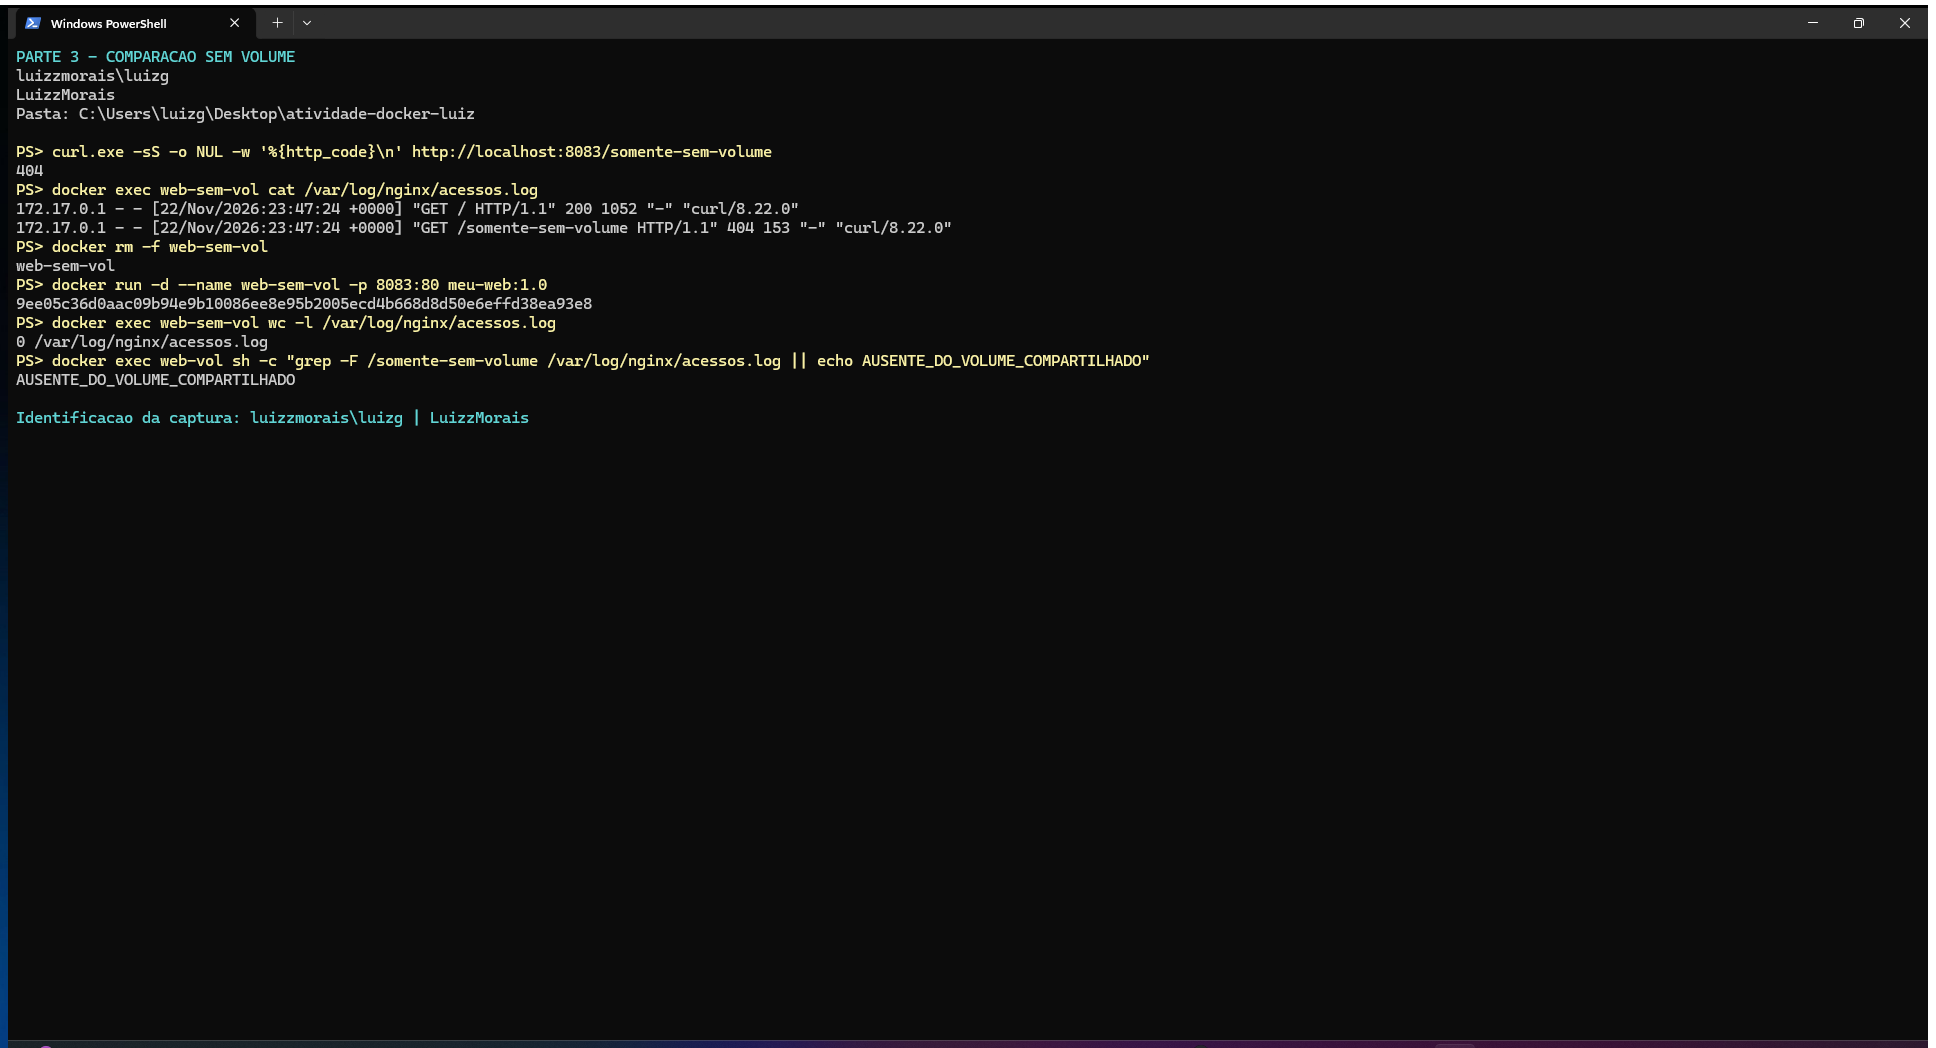 Windows PowerShell
PARTE 3 - COMPARACAO SEM VOLUME
luizzmorais\luizg
LuizzMorais
Pasta: C:\Users\luizg\Desktop\atividade-docker-luiz
PS> curl.exe -sS -o NUL -w '%{http_code}\n' http://localhost:8083/somente-sem-volume
404
PS> docker exec web-sem-vol cat /var/log/nginx/acessos.log
172.17.0.1 - - [22/Nov/2026:23:47:24 +0000] "GET / HTTP/1.1" 200 1052 "-" "curl/8.22.0"
172.17.0.1 - - [22/Nov/2026:23:47:24 +0000] "GET /somente-sem-volume HTTP/1.1" 404 153 "-" "curl/8.22.0"
PS> docker rm -f web-sem-vol
web-sem-vol
PS> docker run -d --name web-sem-vol -p 8083:80 meu-web:1.0
9ee05c36d0aac09b94e9b10086ee8e95b2005ecd4b668d8d50e6effd38ea93e8
PS> docker exec web-sem-vol wc -l /var/log/nginx/acessos.log
0 /var/log/nginx/acessos.log
PS> docker exec web-vol sh -c "grep -F /somente-sem-volume /var/log/nginx/acessos.log || echo AUSENTE_DO_VOLUME_COMPARTILHADO"
AUSENTE_DO_VOLUME_COMPARTILHADO
Identificacao da captura: luizzmorais\luizg | LuizzMorais